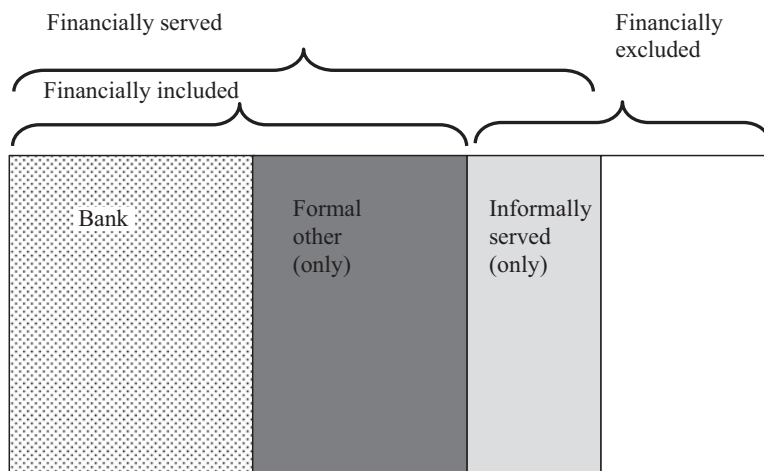 Financially served
Financially
excluded
Financially included
Bank
Formal
other
(only)
Informally
served
(only)